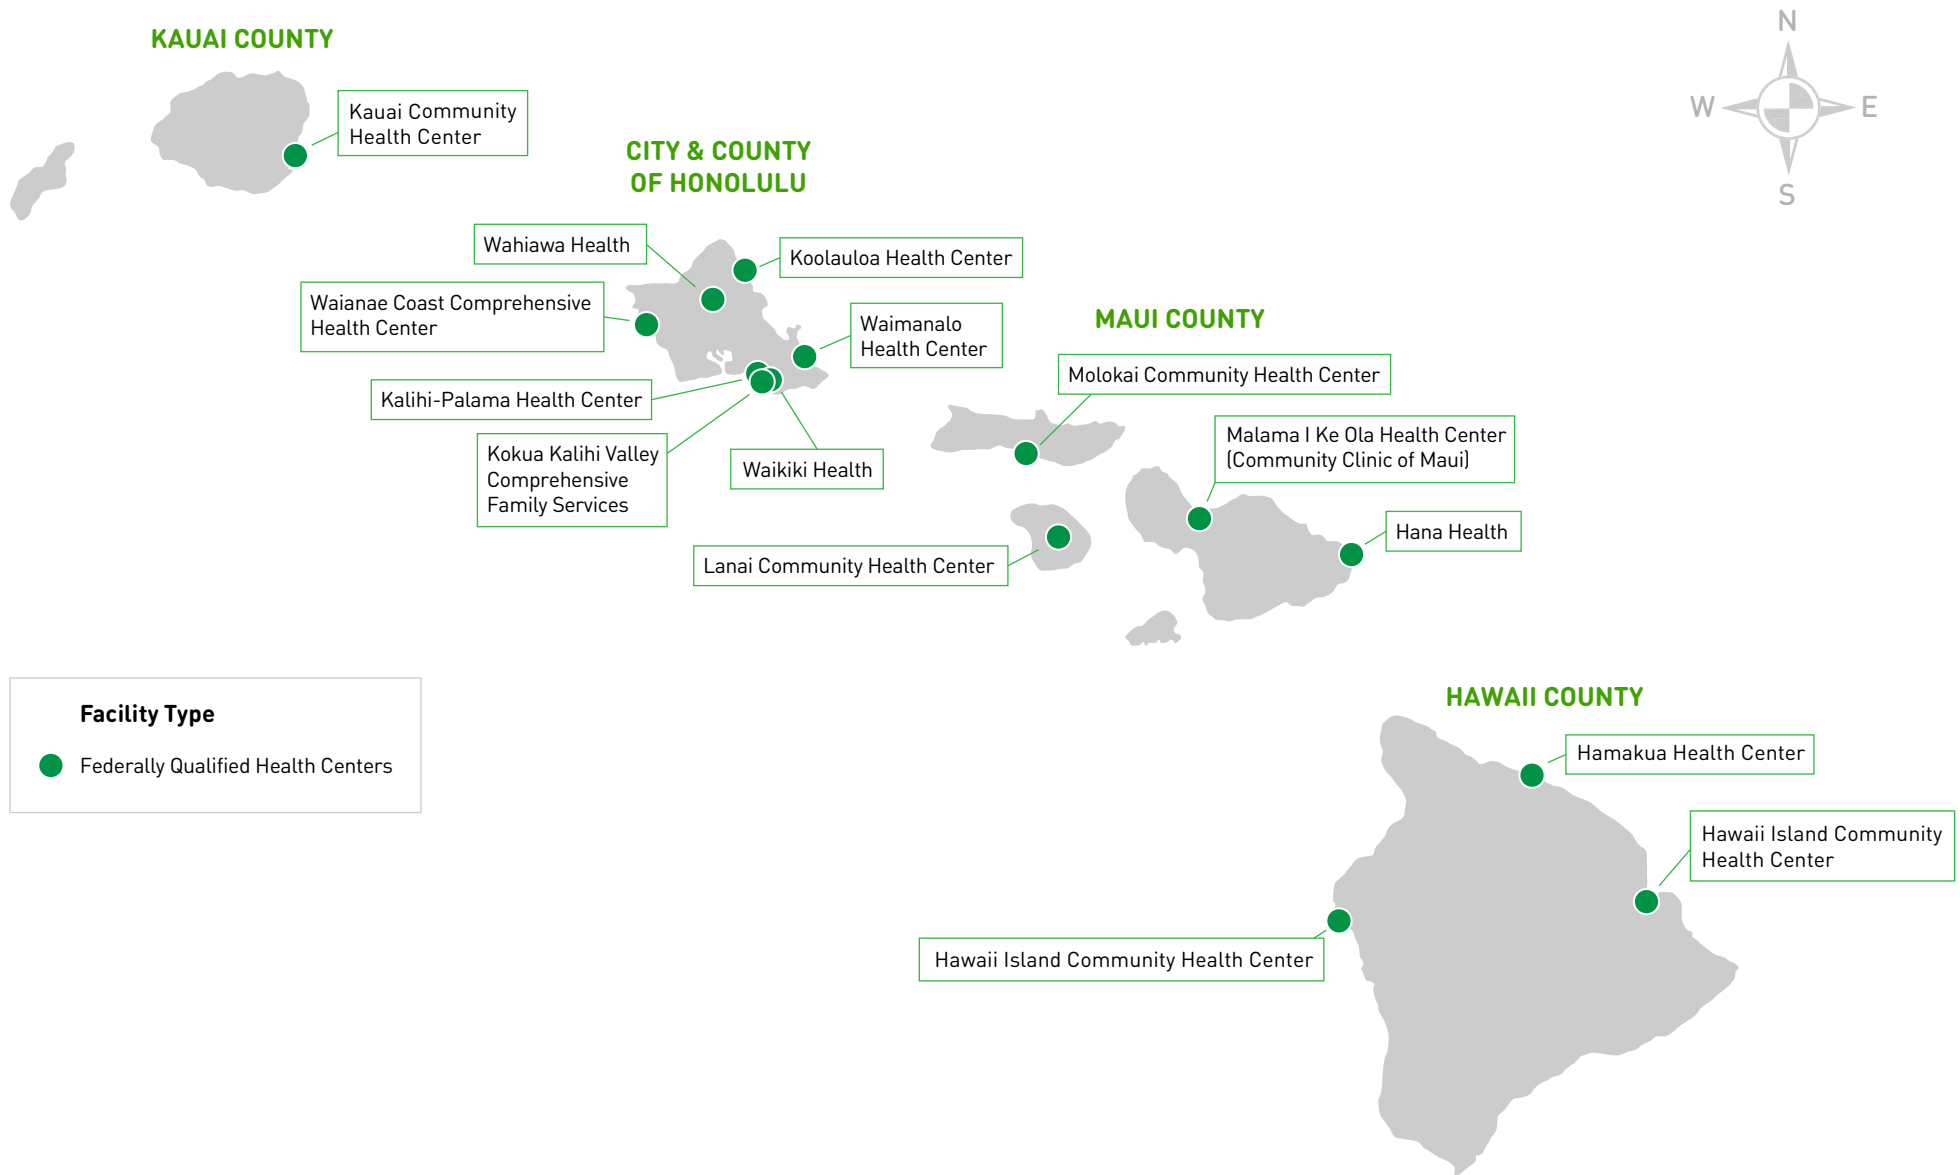 KAUAI COUNTY
Kauai Community
Health Center
N
W
E
S
CITY & COUNTY
OF HONOLULU
Wahiawa Health
Koolauloa Health Center
Waianae Coast Comprehensive
Health Center
Waimanalo
Health Center
Kalihi-Palama Health Center
Kokua Kalihi Valley
Comprehensive
Family Services
Waikiki Health
MAUI COUNTY
Molokai Community Health Center
Malama I Ke Ola Health Center
(Community Clinic of Maui)
Hana Health
Lanai Community Health Center
Facility Type
Federally Qualified Health Centers
HAWAII COUNTY
Hamakua Health Center
Hawaii Island Community
Health Center
Hawaii Island Community Health Center